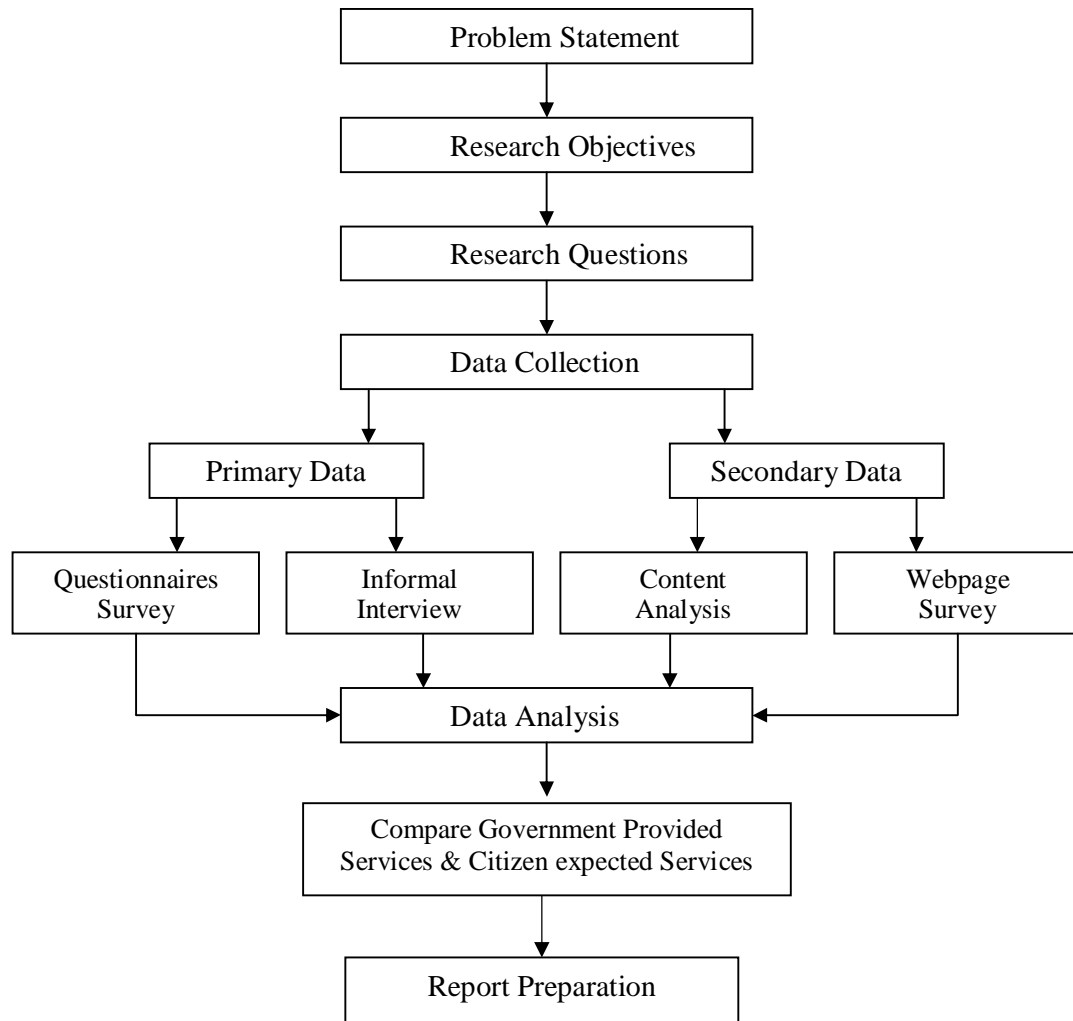 Problem Statement
Research Objectives
Research Questions
Data Collection
Primary Data
Secondary Data
Questionnaires
Survey
Informal
Interview
Content
Analysis
Webpage
Survey
Data Analysis
Compare Government Provided
Services & Citizen expected Services
Report Preparation